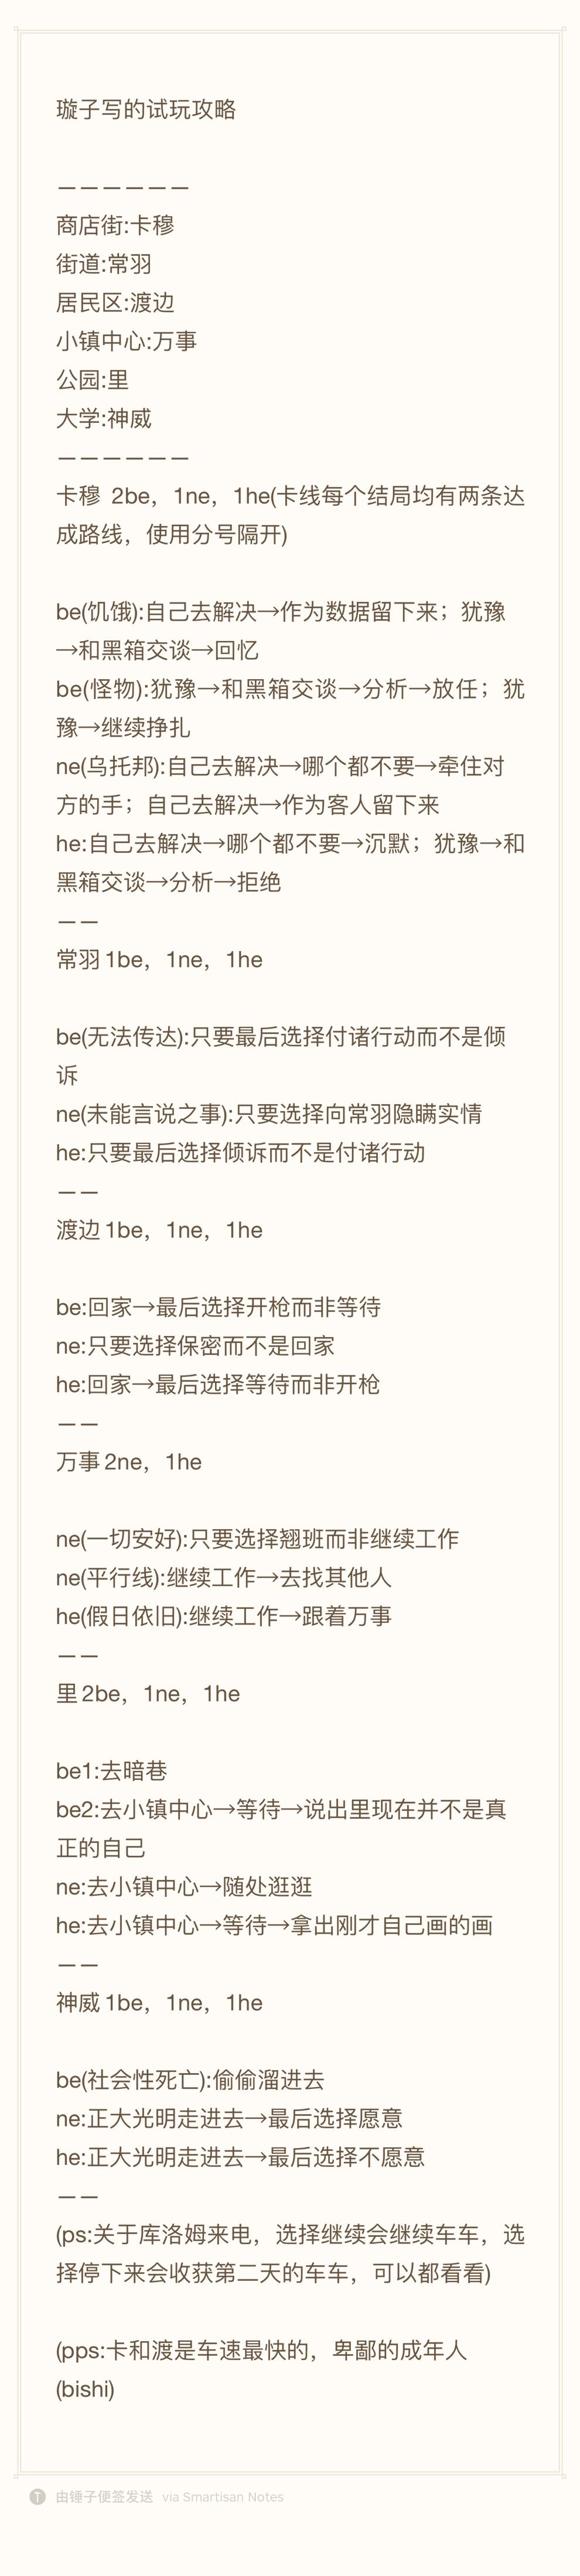 璇子写的试玩攻略
——————
商店街:卡穆
街道:常羽
居民区:渡边
小镇中心:万事
公园:里
大学:神威
——————
卡穆 2be，1ne，1he(卡线每个结局均有两条达
成路线，使用分号隔开)
be(饥饿):自己去解决→作为数据留下来；犹豫
→和黑箱交谈→回忆
be(怪物):犹豫→和黑箱交谈→分析→放任；犹
豫→继续挣扎
ne(乌托邦):自己去解决→哪个都不要→牵住对
方的手；自己去解决→作为客人留下来
he:自己去解决→哪个都不要→沉默；犹豫→和
黑箱交谈→分析→拒绝
——
常羽 1be，1ne，1he
be(无法传达):只要最后选择付诸行动而不是倾
诉
ne(未能言说之事):只要选择向常羽隐瞒实情
he:只要最后选择倾诉而不是付诸行动
——
渡边 1be，1ne，1he
be:回家→最后选择开枪而非等待
ne:只要选择保密而不是回家
he:回家→最后选择等待而非开枪
——
万事 2ne，1he
ne(一切安好):只要选择翘班而非继续工作
ne(平行线):继续工作→去找其他人
he(假日依旧):继续工作→跟着万事
——
里 2be，1ne，1he
be1:去暗巷
be2:去小镇中心→等待→说出里现在并不是真
正的自己
ne:去小镇中心→随处逛逛
he:去小镇中心→等待→拿出刚才自己画的画
——
神威 1be，1ne，1he
be(社会性死亡):偷偷溜进去
ne:正大光明走进去→最后选择愿意
he:正大光明走进去→最后选择不愿意
——
(ps:关于库洛姆来电，选择继续会继续车车，选
择停下来会收获第二天的车车，可以都看看)
(pps:卡和渡是车速最快的，卑鄙的成年人
(bishi)
由锤子便签发送 via Smartisan Notes